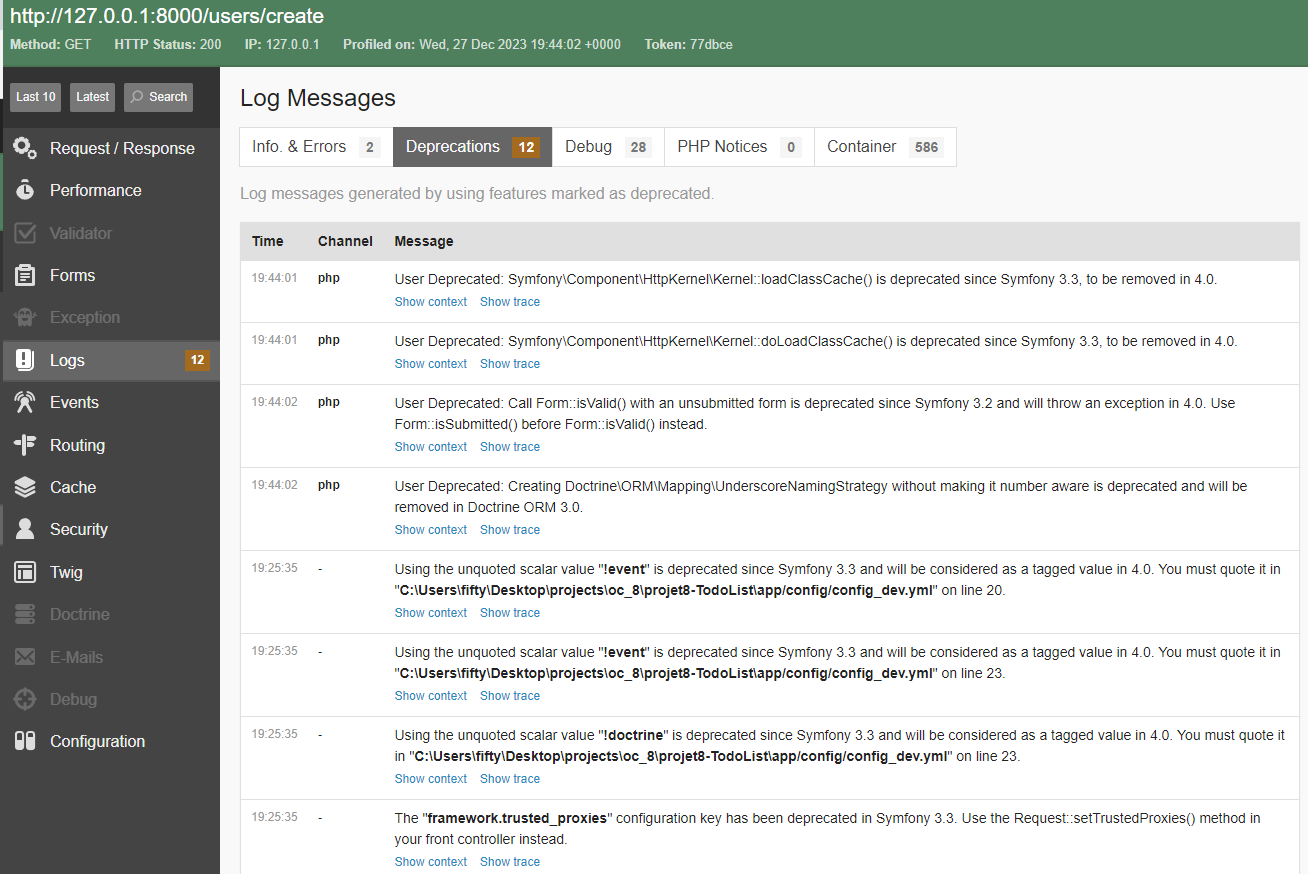 http://127.0.0.1:8000/users/create
Method: GET HTTP Status: 200 IP: 127.0.0.1 Profiled on: Wed, 27 Dec 2023 19:44:02 +0000 Token: 77dbce
Last 10 Latest Search
Request / Response
Performance
Validator
Forms
Exception
Logs 12
Events
Routing
Cache
Security
Twig
Doctrine
E-Mails
Debug
Configuration
Log Messages
Info. & Errors 2 Deprecations 12 Debug 28 PHP Notices 0 Container 586
Log messages generated by using features marked as deprecated.
Time Channel Message
19:44:01 php User Deprecated: Symfony\Component\HttpKernel\Kernel::loadClassCache() is deprecated since Symfony 3.3, to be removed in 4.0.
Show context Show trace
19:44:01 php User Deprecated: Symfony\Component\HttpKernel\Kernel::doLoadClassCache() is deprecated since Symfony 3.3, to be removed in 4.0.
Show context Show trace
19:44:02 php User Deprecated: Call Form::isValid() with an unsubmitted form is deprecated since Symfony 3.2 and will throw an exception in 4.0. Use
Form::isSubmitted() before Form::isValid() instead.
Show context Show trace
19:44:02 php User Deprecated: Creating Doctrine\ORM\Mapping\UnderscoreNamingStrategy without making it number aware is deprecated and will be
removed in Doctrine ORM 3.0.
Show context Show trace
19:25:35 - Using the unquoted scalar value "!event" is deprecated since Symfony 3.3 and will be considered as a tagged value in 4.0. You must quote it in
"C:\Users\fifty\Desktop\projects\oc_8\projet8-TodoList\app/config/config_dev.yml" on line 20.
Show context Show trace
19:25:35 - Using the unquoted scalar value "!event" is deprecated since Symfony 3.3 and will be considered as a tagged value in 4.0. You must quote it in
"C:\Users\fifty\Desktop\projects\oc_8\projet8-TodoList\app/config/config_dev.yml" on line 23.
Show context Show trace
19:25:35 - Using the unquoted scalar value "!doctrine" is deprecated since Symfony 3.3 and will be considered as a tagged value in 4.0. You must quote it
in "C:\Users\fifty\Desktop\projects\oc_8\projet8-TodoList\app/config/config_dev.yml" on line 23.
Show context Show trace
19:25:35 - The "framework.trusted_proxies" configuration key has been deprecated in Symfony 3.3. Use the Request::setTrustedProxies() method in
your front controller instead.
Show context Show trace